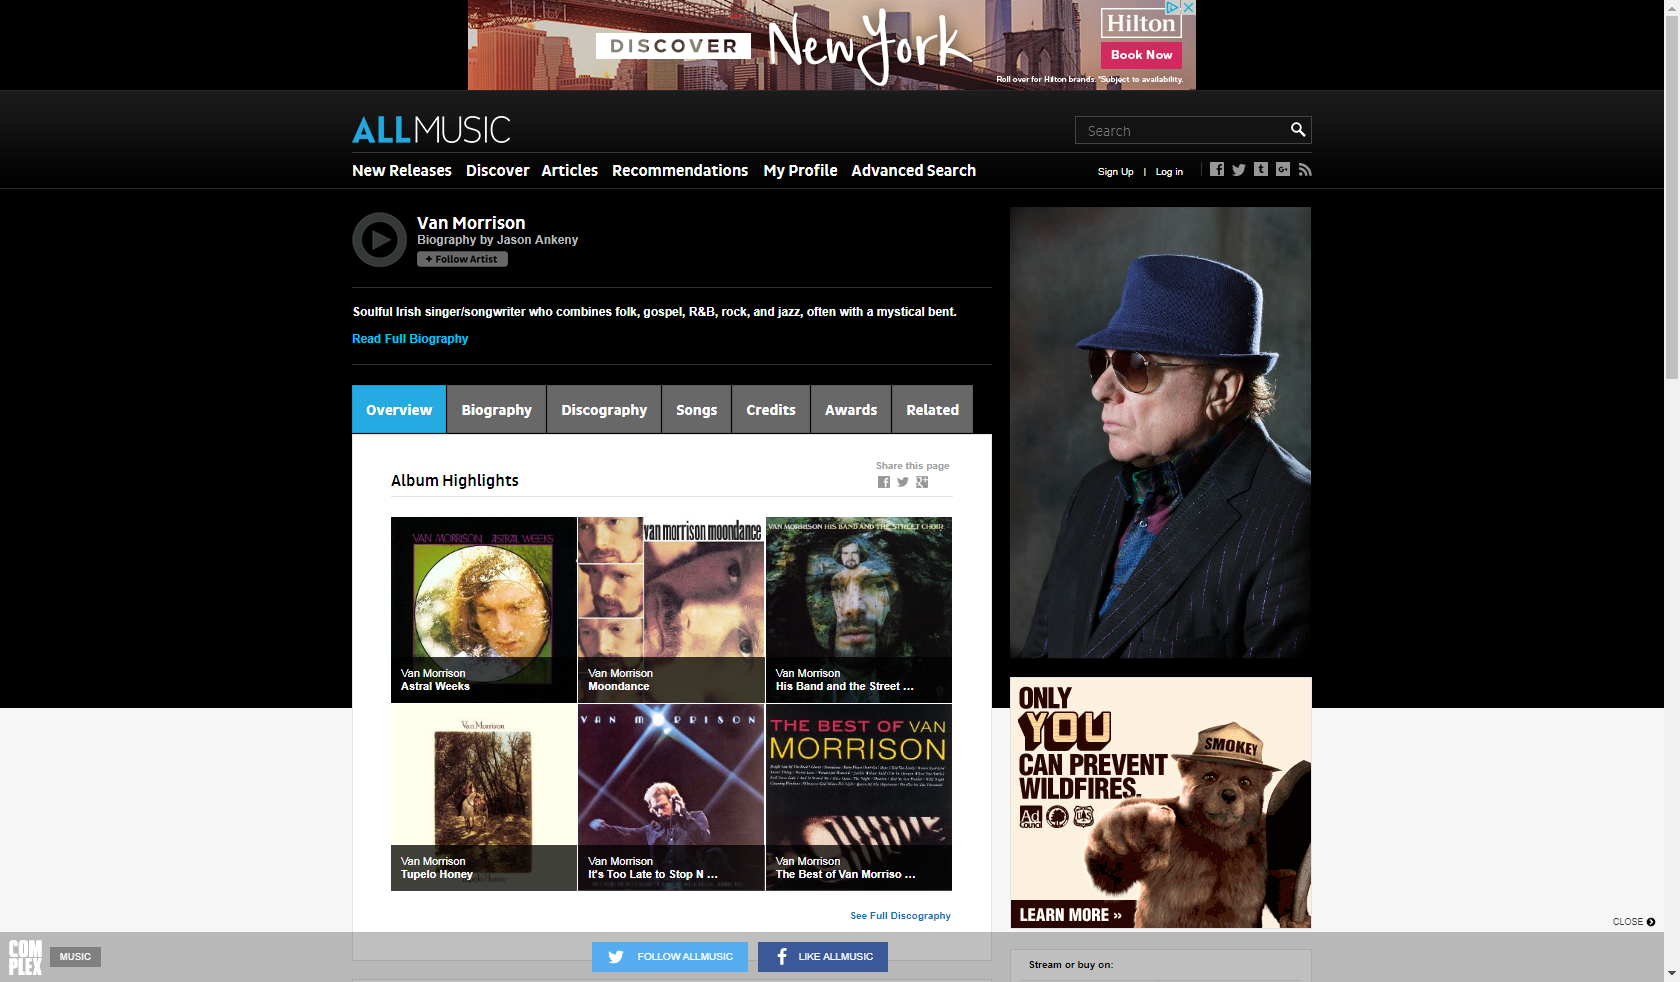 DISCOVER
New York
Hilton
Book Now
Roll over for Hilton brands. *Subject to availability.
ALLMUSIC
Search
New Releases Discover Articles Recommendations My Profile Advanced Search
Sign Up | Log in
Van Morrison
Biography by Jason Ankeny
+ Follow Artist
Soulful Irish singer/songwriter who combines folk, gospel, R&B, rock, and jazz, often with a mystical bent.
Read Full Biography
Overview Biography Discography Songs Credits Awards Related
Share this page
Album Highlights
VAN MORRISON ASTRAL WEEKS
van morrison moondance
VAN MORRISON HIS BAND AND THE STREET CHOIR
Van Morrison
Astral Weeks
Van Morrison
Moondance
Van Morrison
His Band and the Street ...
Van Morrison
VAN MORRISON
THE BEST OF VAN
MORRISON
Van Morrison
Tupelo Honey
Tupelo Honey
Van Morrison
It's Too Late to Stop N ...
Van Morrison
The Best of Van Morriso ...
See Full Discography
ONLY
YOU
CAN PREVENT
WILDFIRES.
SMOKEY
Ad
Council
US
LEARN MORE »
CLOSE
COM
PLEX
MUSIC
FOLLOW ALLMUSIC
LIKE ALLMUSIC
Stream or buy on: